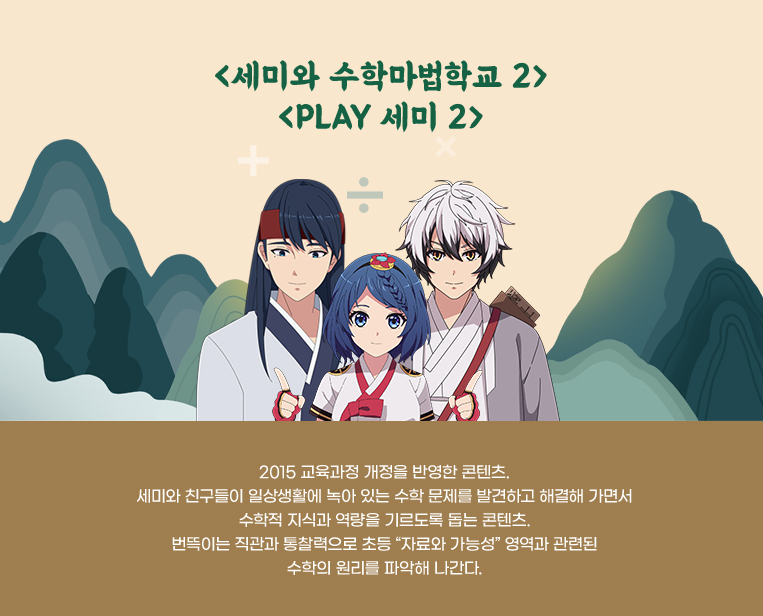 <세미와 수학마법학교 2>
<PLAY 세미 2>
2015 교육과정 개정을 반영한 콘텐츠.
세미와 친구들이 일상생활에 녹아 있는 수학 문제를 발견하고 해결해 가면서
수학적 지식과 역량을 기르도록 돕는 콘텐츠.
번뜩이는 직관과 통찰력으로 초등 “자료와 가능성” 영역과 관련된
수학의 원리를 파악해 나간다.